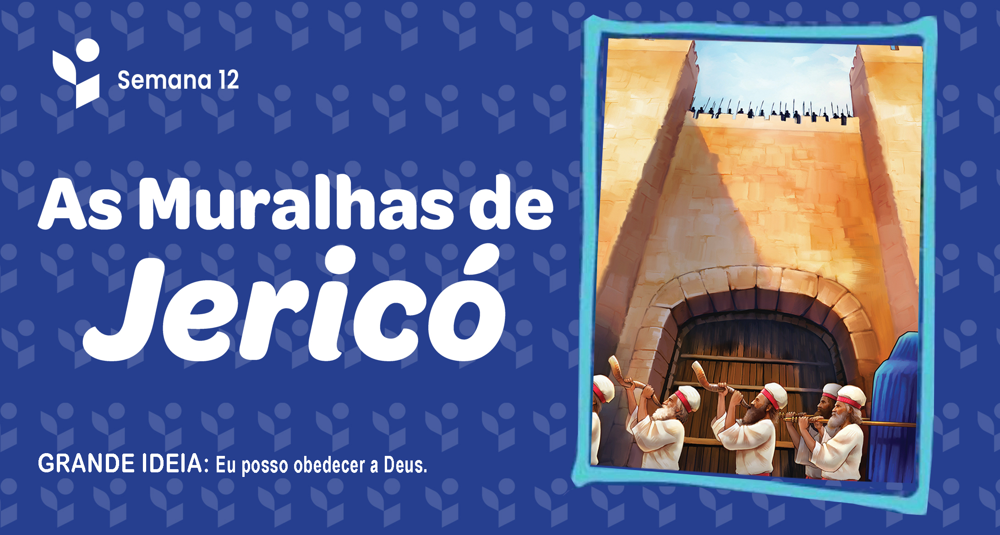 Semana 12
As Muralhas de
Jericó
GRANDE IDEIA: Eu posso obedecer a Deus.